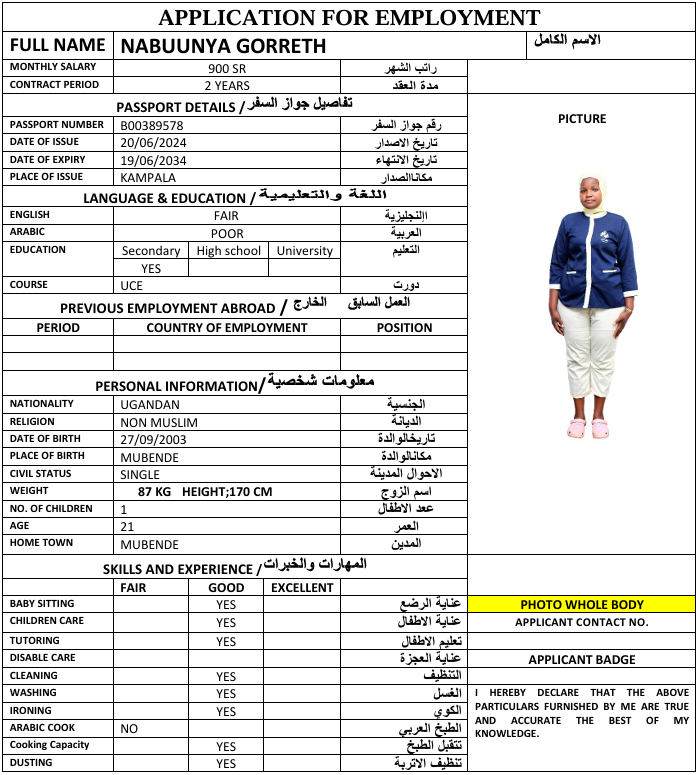 APPLICATION FOR EMPLOYMENT
FULL NAME NABUUNYA GORRETH الاسم الكامل
MONTHLY SALARY 900 SR راتب الشهر
CONTRACT PERIOD 2 YEARS مدة العقد
PASSPORT DETAILS / تفاصيل جواز السفر
PICTURE
PASSPORT NUMBER B00389578 رقم جواز السفر
DATE OF ISSUE 20/06/2024 تاريخ الاصدار
DATE OF EXPIRY 19/06/2034 تاريخ الانتهاء
PLACE OF ISSUE KAMPALA مكاناالصدار
LANGUAGE & EDUCATION / اللغة والتعليمية
ENGLISH FAIR اإلنجليزية
ARABIC POOR العربية
EDUCATION Secondary High school University التعليم
YES
COURSE UCE دورت
PREVIOUS EMPLOYMENT ABROAD / العمل السابق الخارج
PERIOD COUNTRY OF EMPLOYMENT POSITION
PERSONAL INFORMATION/ معلومات شخصية
NATIONALITY UGANDAN الجنسية
RELIGION NON MUSLIM الديانة
DATE OF BIRTH 27/09/2003 تاريخالوالدة
PLACE OF BIRTH MUBENDE مكانالوالدة
CIVIL STATUS SINGLE الاحوال المدينة
WEIGHT 87 KG HEIGHT;170 CM اسم الزوج
NO. OF CHILDREN 1 عدد الاطفال
AGE 21 العمر
HOME TOWN MUBENDE المدين
SKILLS AND EXPERIENCE / المهارات والخبرات
FAIR GOOD EXCELLENT
BABY SITTING YES عناية الرضع
PHOTO WHOLE BODY
CHILDREN CARE YES عناية الاطفال
APPLICANT CONTACT NO.
TUTORING YES تعليم الاطفال
DISABLE CARE عناية العجزة
APPLICANT BADGE
CLEANING YES التنظيف
WASHING YES الغسل
IRONING YES الكوي
ARABIC COOK NO الطبخ العربي
Cooking Capacity YES تتقبل الطبخ
DUSTING YES تنظيف الاتربة
I HEREBY DECLARE THAT THE ABOVE
PARTICULARS FURNISHED BY ME ARE TRUE
AND ACCURATE THE BEST OF MY
KNOWLEDGE.